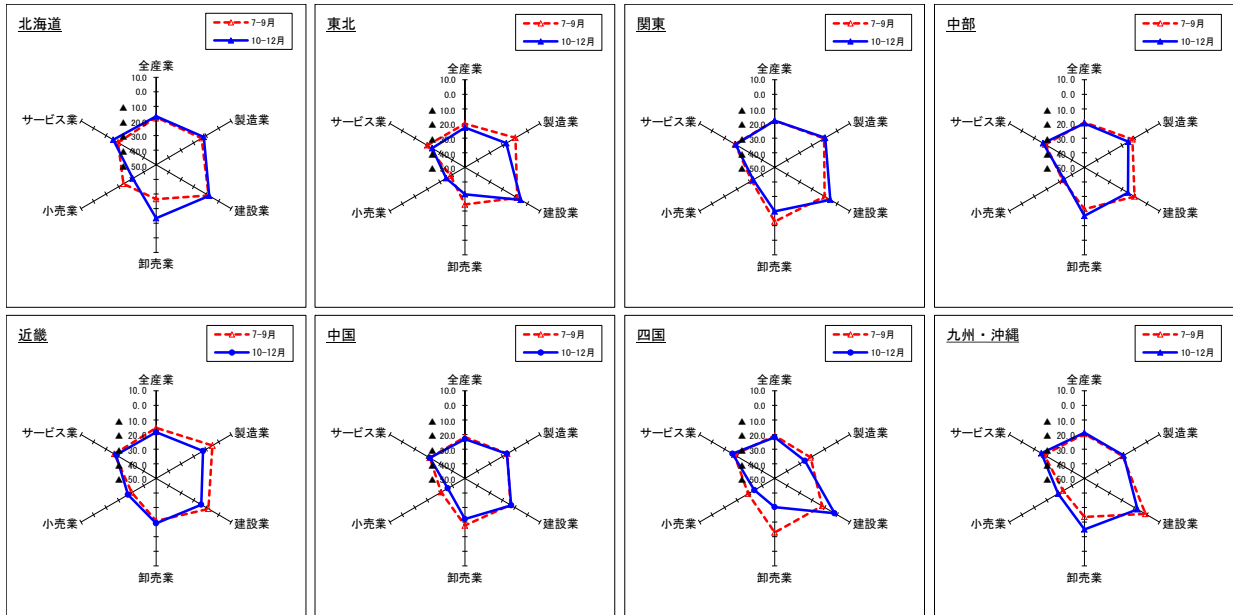 北海道
7-9月
10-12月
全産業
10.0
0.0
▲ 10.0
▲ 20.0
▲ 30.0
▲ 40.0
▲ 50.0
サービス業
製造業
小売業
建設業
卸売業
東北
7-9月
10-12月
全産業
10.0
0.0
▲ 10.0
▲ 20.0
▲ 30.0
▲ 40.0
▲ 50.0
サービス業
製造業
小売業
建設業
卸売業
関東
7-9月
10-12月
全産業
10.0
0.0
▲ 10.0
▲ 20.0
▲ 30.0
▲ 40.0
▲ 50.0
サービス業
製造業
小売業
建設業
卸売業
中部
7-9月
10-12月
全産業
10.0
0.0
▲ 10.0
▲ 20.0
▲ 30.0
▲ 40.0
▲ 50.0
サービス業
製造業
小売業
建設業
卸売業
近畿
7-9月
10-12月
全産業
10.0
0.0
▲ 10.0
▲ 20.0
▲ 30.0
▲ 40.0
▲ 50.0
サービス業
製造業
小売業
建設業
卸売業
中国
7-9月
10-12月
全産業
10.0
0.0
▲ 10.0
▲ 20.0
▲ 30.0
▲ 40.0
▲ 50.0
サービス業
製造業
小売業
建設業
卸売業
四国
7-9月
10-12月
全産業
10.0
0.0
▲ 10.0
▲ 20.0
▲ 30.0
▲ 40.0
▲ 50.0
サービス業
製造業
小売業
建設業
卸売業
九州・沖縄
7-9月
10-12月
全産業
10.0
0.0
▲ 10.0
▲ 20.0
▲ 30.0
▲ 40.0
▲ 50.0
サービス業
製造業
小売業
建設業
卸売業